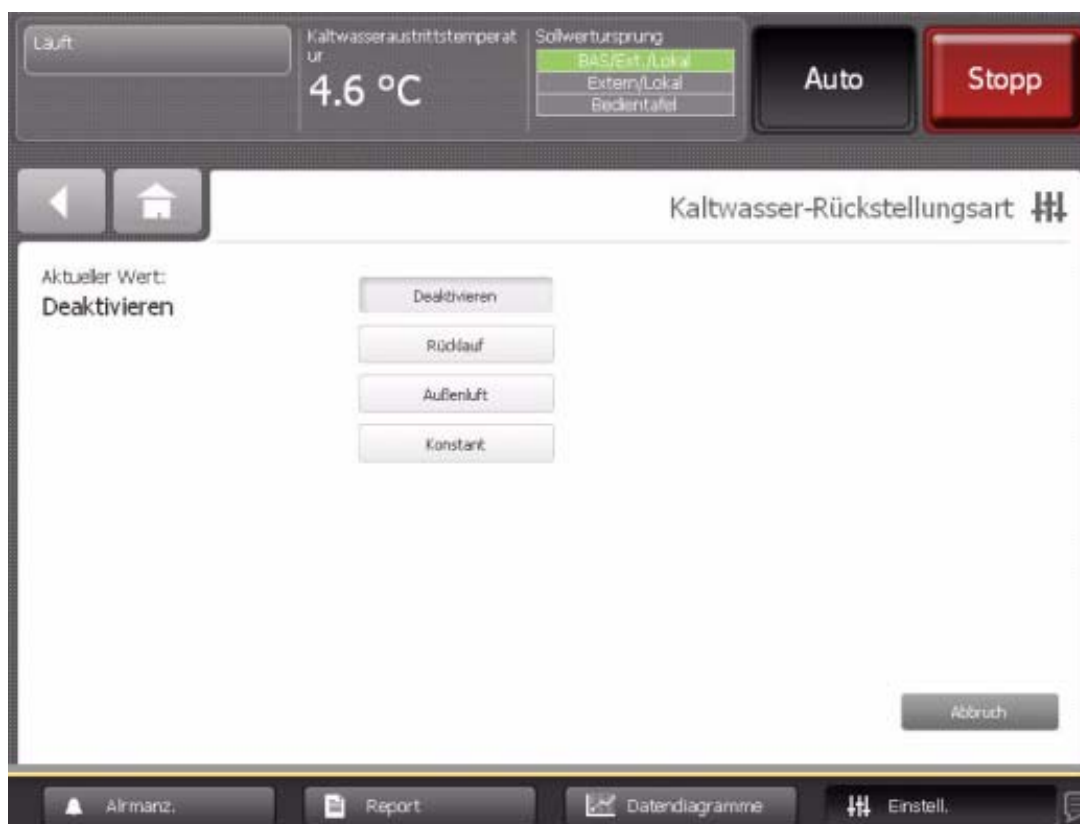 Läuft
Kaltwasseraustrittstemperat
ur
4.6 °C
Sollwertursprung
BAS/Ext./Lokal
Extern/Lokal
Bedientafel
Auto
Stopp
Kaltwasser-Rückstellungsart
Aktueller Wert:
Deaktivieren
Deaktivieren
Rücklauf
Außenluft
Konstant
Abbruch
Alrmanz.
Report
Datendiagramme
Einstell.